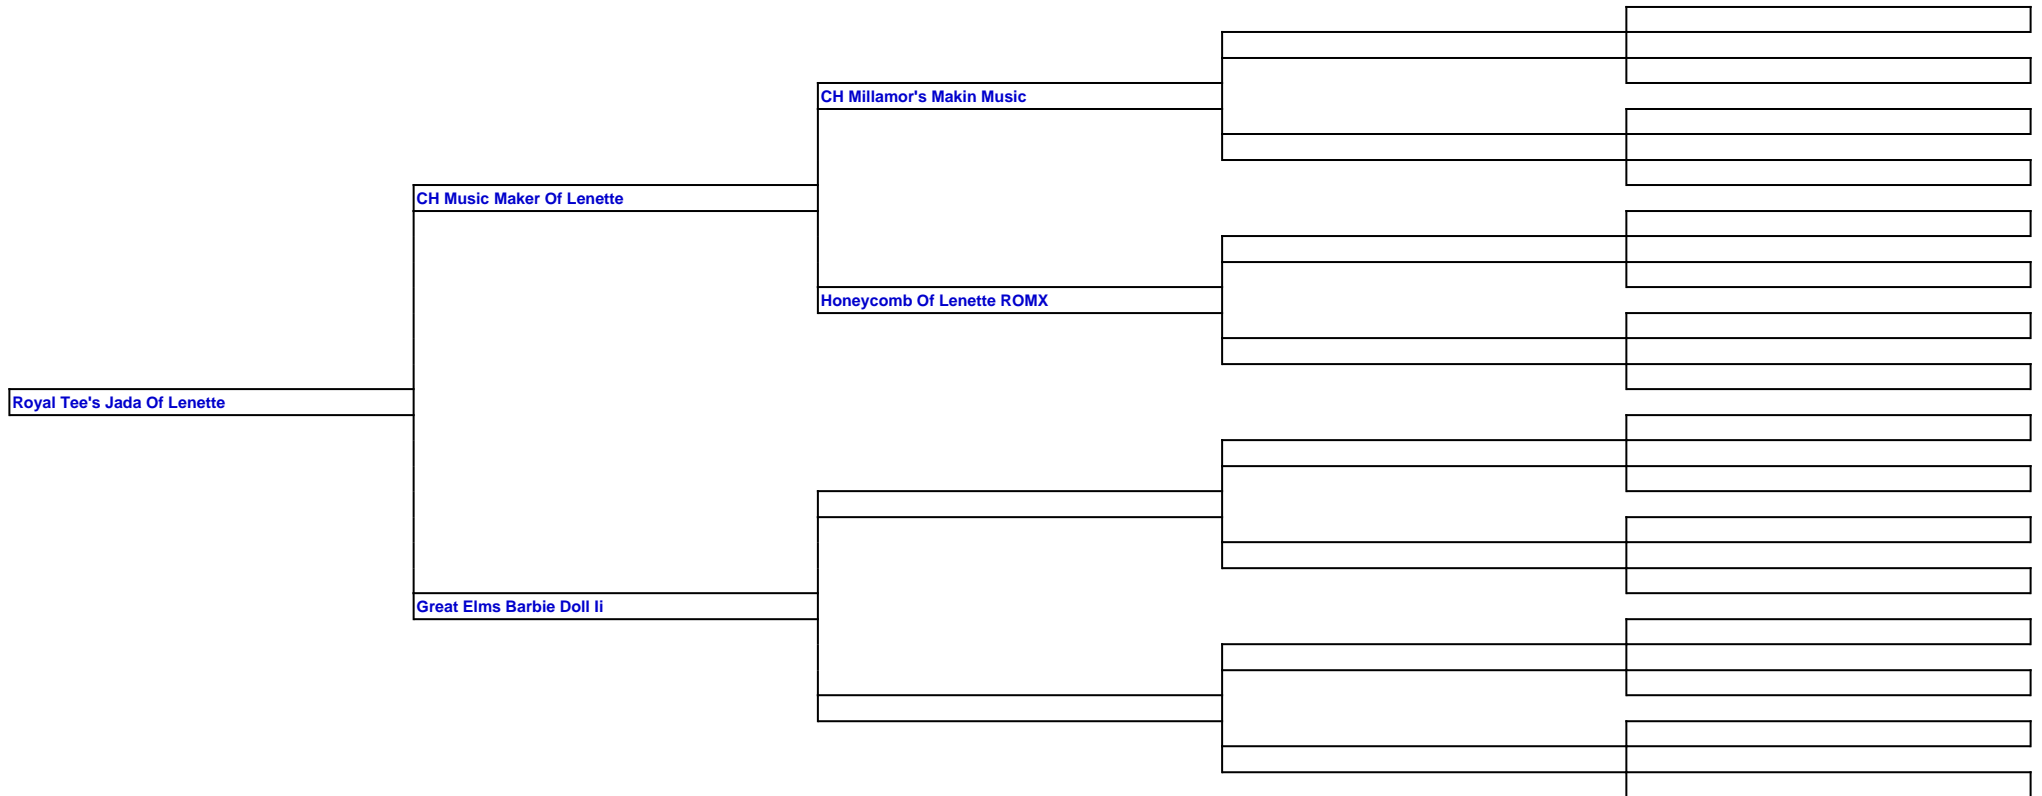 CH Millamor's Makin Music
CH Music Maker Of Lenette
Honeycomb Of Lenette ROMX
Royal Tee's Jada Of Lenette
Great Elms Barbie Doll Ii